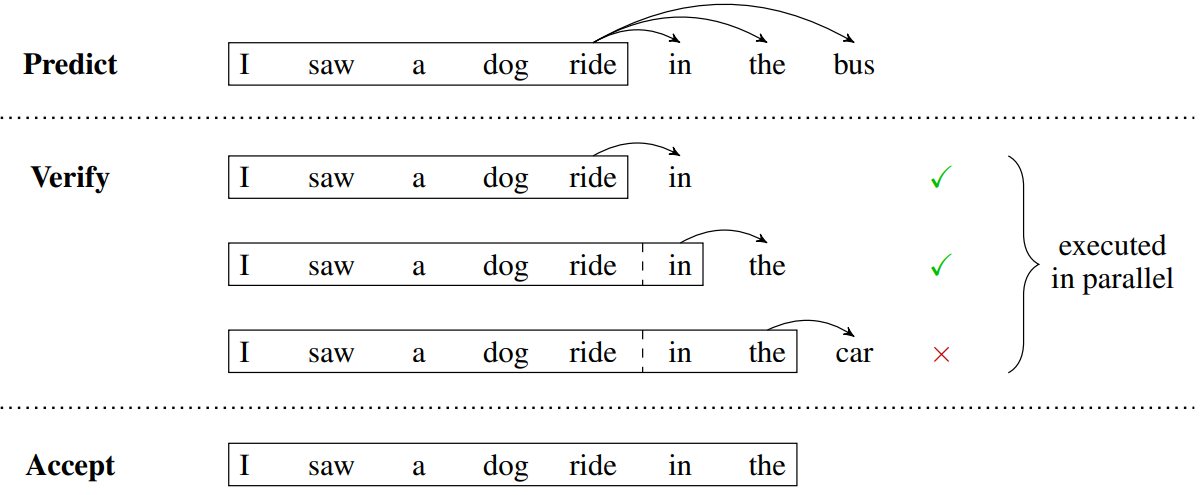 Predict I saw a dog ride in the bus
Verify I saw a dog ride in ✓
I saw a dog ride in the ✓
I saw a dog ride in the car ×
executed
in parallel
Accept I saw a dog ride in the